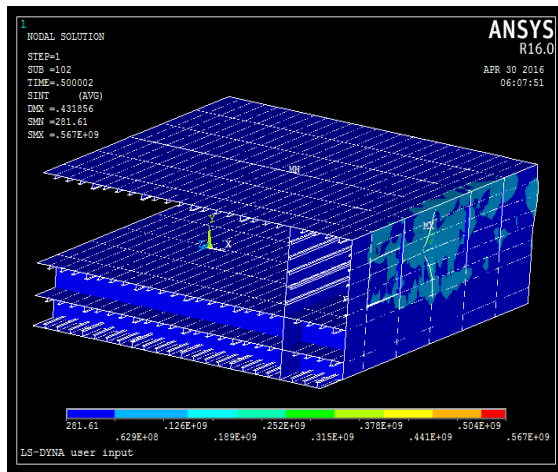 1
NODAL SOLUTION
STEP=1
SUB =102
TIME=.500002
SINT (AVG)
DMX =.431856
SMN =281.61
SMX =.567E+09
ANSYS
R16.0
APR 30 2016
06:07:51
MN
MX
Y
X
281.61 .126E+09 .252E+09 .378E+09 .504E+09
.629E+08 .189E+09 .315E+09 .441E+09 .567E+09
LS-DYNA user input